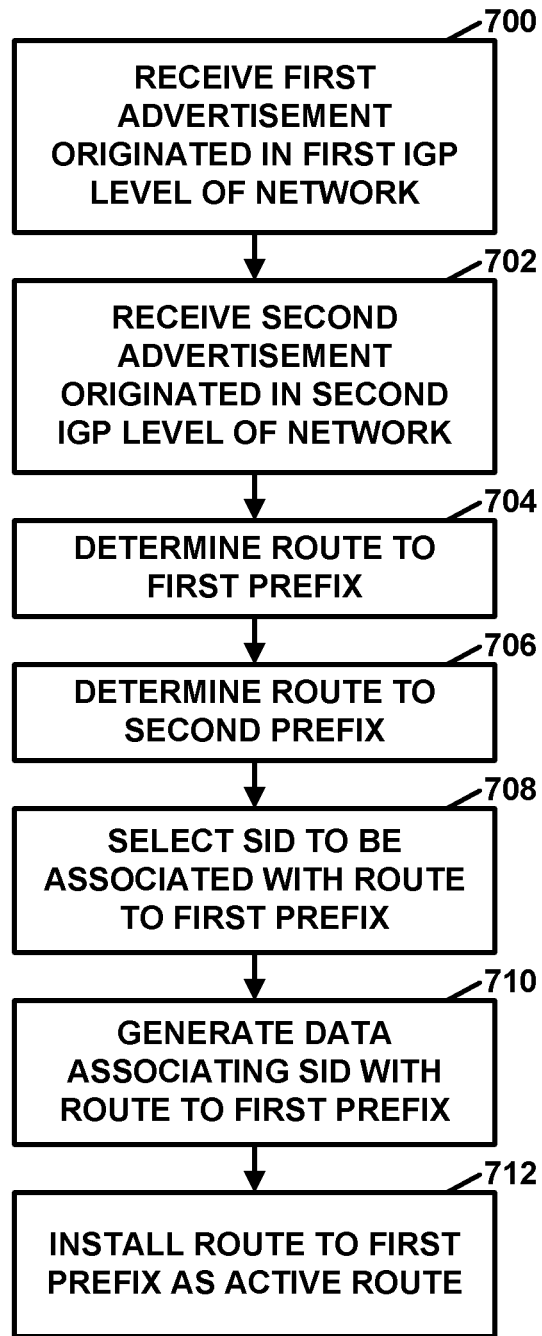 700
RECEIVE FIRST
ADVERTISEMENT
ORIGINATED IN FIRST IGP
LEVEL OF NETWORK
702
RECEIVE SECOND
ADVERTISEMENT
ORIGINATED IN SECOND
IGP LEVEL OF NETWORK
704
DETERMINE ROUTE TO
FIRST PREFIX
706
DETERMINE ROUTE TO
SECOND PREFIX
708
SELECT SID TO BE
ASSOCIATED WITH ROUTE
TO FIRST PREFIX
710
GENERATE DATA
ASSOCIATING SID WITH
ROUTE TO FIRST PREFIX
712
INSTALL ROUTE TO FIRST
PREFIX AS ACTIVE ROUTE